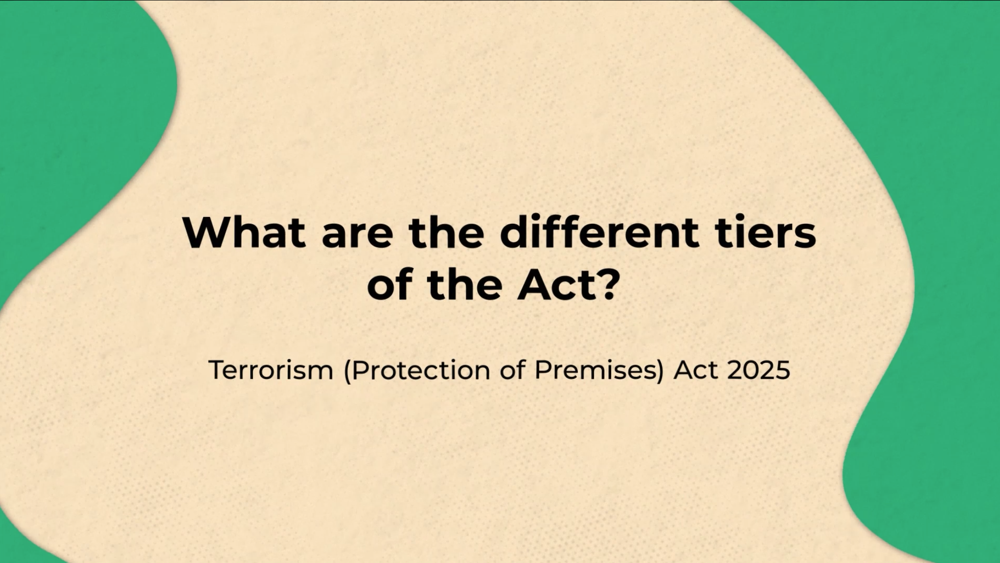 What are the different tiers
of the Act?
Terrorism (Protection of Premises) Act 2025